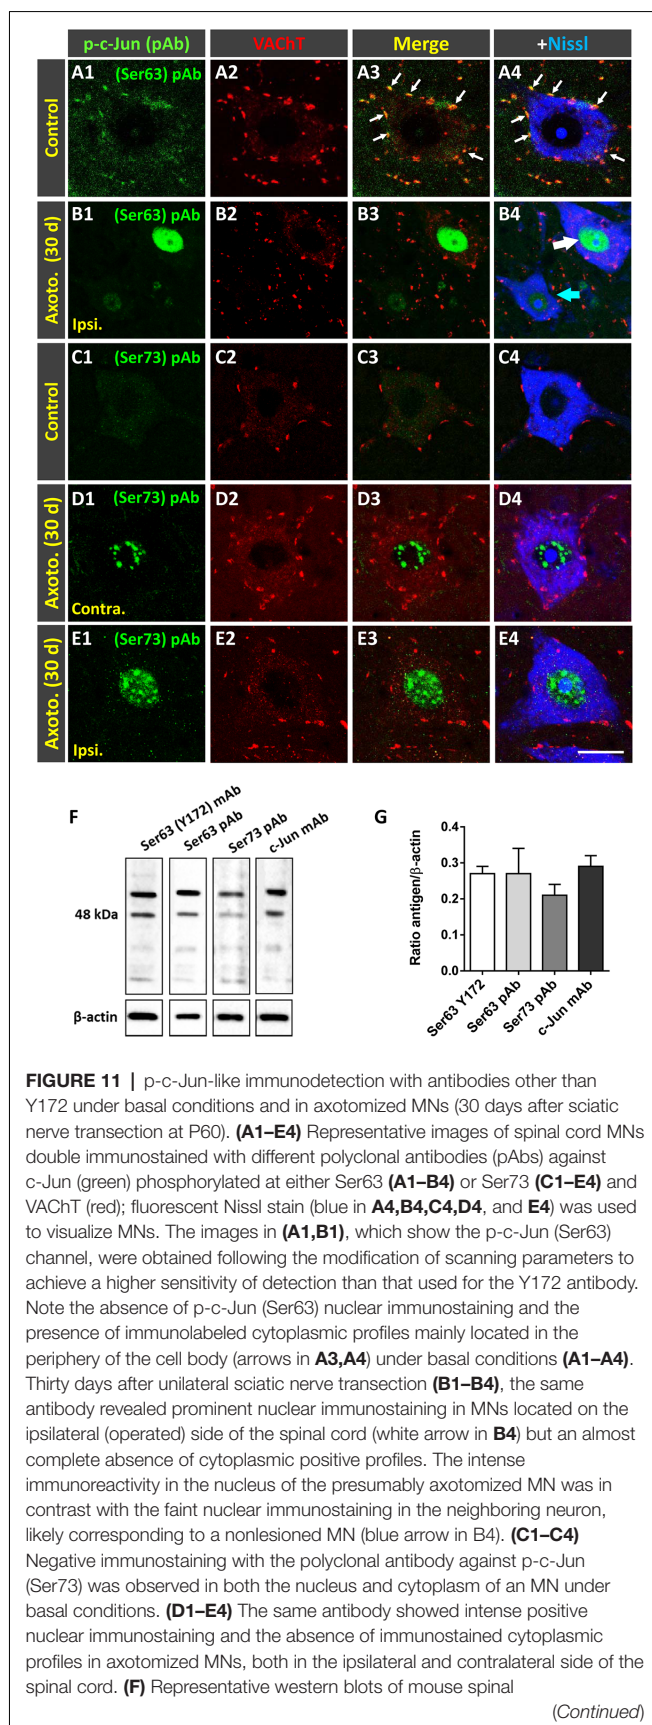 p-c-Jun (pAb) VAChT Merge +Nissl
Control
A1 (Ser63) pAb A2 A3 A4
Axoto. (30 d)
B1 (Ser63) pAb B2 B3 B4
Ipsi.
Control
C1 (Ser73) pAb C2 C3 C4
Axoto. (30 d)
D1 (Ser73) pAb D2 D3 D4
Contra.
Axoto. (30 d)
E1 (Ser73) pAb E2 E3 E4
Ipsi.
F
Ser63 (Y172) mAb
Ser63 pAb
Ser73 pAb
c-Jun mAb
48 kDa
β-actin
G
Ratio antigen/β-actin
0.4
0.3
0.2
0.1
0.0
Ser63 Y172
Ser63 pAb
Ser73 pAb
c-Jun mAb
FIGURE 11 | p-c-Jun-like immunodetection with antibodies other than
Y172 under basal conditions and in axotomized MNs (30 days after sciatic
nerve transection at P60). (A1–E4) Representative images of spinal cord MNs
double immunostained with different polyclonal antibodies (pAbs) against
c-Jun (green) phosphorylated at either Ser63 (A1–B4) or Ser73 (C1–E4) and
VAChT (red); fluorescent Nissl stain (blue in A4,B4,C4,D4, and E4) was used
to visualize MNs. The images in (A1,B1), which show the p-c-Jun (Ser63)
channel, were obtained following the modification of scanning parameters to
achieve a higher sensitivity of detection than that used for the Y172 antibody.
Note the absence of p-c-Jun (Ser63) nuclear immunostaining and the
presence of immunolabeled cytoplasmic profiles mainly located in the
periphery of the cell body (arrows in A3,A4) under basal conditions (A1–A4).
Thirty days after unilateral sciatic nerve transection (B1–B4), the same
antibody revealed prominent nuclear immunostaining in MNs located on the
ipsilateral (operated) side of the spinal cord (white arrow in B4) but an almost
complete absence of cytoplasmic positive profiles. The intense
immunoreactivity in the nucleus of the presumably axotomized MN was in
contrast with the faint nuclear immunostaining in the neighboring neuron,
likely corresponding to a nonlesioned MN (blue arrow in B4). (C1–C4)
Negative immunostaining with the polyclonal antibody against p-c-Jun
(Ser73) was observed in both the nucleus and cytoplasm of an MN under
basal conditions. (D1–E4) The same antibody showed intense positive
nuclear immunostaining and the absence of immunostained cytoplasmic
profiles in axotomized MNs, both in the ipsilateral and contralateral side of the
spinal cord. (F) Representative western blots of mouse spinal
(Continued)